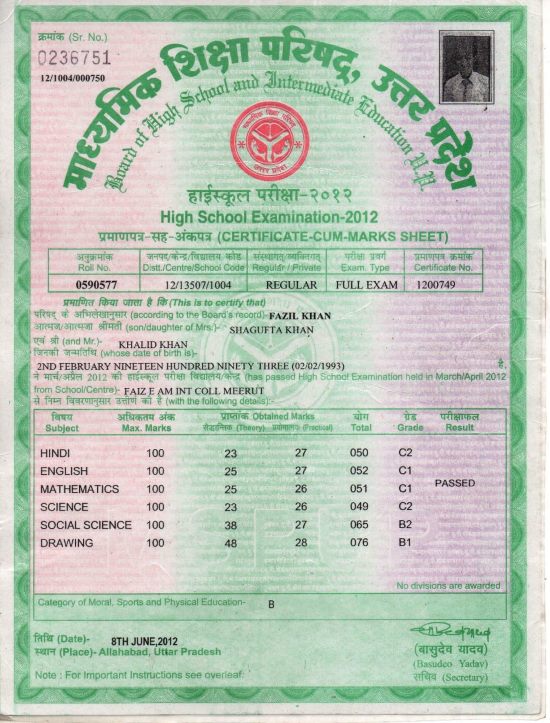 क्रमांक (Sr. No.)
0236751
12/1004/000750
माध्यमिक शिक्षा परिषद्, उत्तर प्रदेश
Board of High School and Intermediate Education U.P.
माध्यमिक शिक्षा परिषद्
उत्तर प्रदेश
हाईस्कूल परीक्षा-२०१२
High School Examination-2012
प्रमाणपत्र-सह-अंकपत्र (CERTIFICATE-CUM-MARKS SHEET)
अनुक्रमांक जनपद/केन्द्र/विद्यालय कोड संस्थागत/व्यक्तिगत परीक्षा प्रवर्ग प्रमाणपत्र क्रमांक
Roll No. Distt./Centre/School Code Regular / Private Exam. Type Certificate No.
0590577 12/13507/1004 REGULAR FULL EXAM 1200749
प्रमाणित किया जाता है कि (This is to certify that)
परिषद के अभिलेखानुसार (according to the Board's record)- FAZIL KHAN
आत्मज/आत्मजा श्रीमती (son/daughter of Mrs.)- SHAGUFTA KHAN
एवं श्री (and Mr.)- KHALID KHAN
जिनकी जन्मतिथि (whose date of birth is)-
2ND FEBRUARY NINETEEN HUNDRED NINETY THREE (02/02/1993) है,
ने मार्च/अप्रैल 2012 की हाईस्कूल परीक्षा विद्यालय/केन्द्र (has passed High School Examination held in March/April 2012
from School/Centre)- FAIZ E AM INT COLL MEERUT
से निम्न विवरणानुसार उत्तीर्ण की है (with the following details):-
विषय अधिकतम अंक प्राप्तांक Obtained Marks योग ग्रेड परीक्षाफल
Subject Max. Marks सैद्धान्तिक (Theory) प्रयोगात्मक (Practical) Total Grade Result
HINDI 100 23 27 050 C2
ENGLISH 100 25 27 052 C1
MATHEMATICS 100 25 26 051 C1 PASSED
SCIENCE 100 23 26 049 C2
SOCIAL SCIENCE 100 38 27 065 B2
DRAWING 100 48 28 076 B1
No divisions are awarded
Category of Moral, Sports and Physical Education- B
तिथि (Date)- 8TH JUNE,2012
स्थान (Place)- Allahabad, Uttar Pradesh
(वासुदेव यादव)
(Basudeo Yadav)
सचिव (Secretary)
Note : For Important Instructions see overleaf.